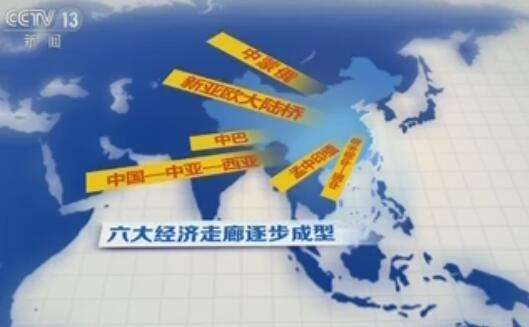 CCTV 13
新闻
中蒙俄
新亚欧大陆桥
中巴
中国—中亚—西亚
孟中印缅
六大经济走廊逐步成型